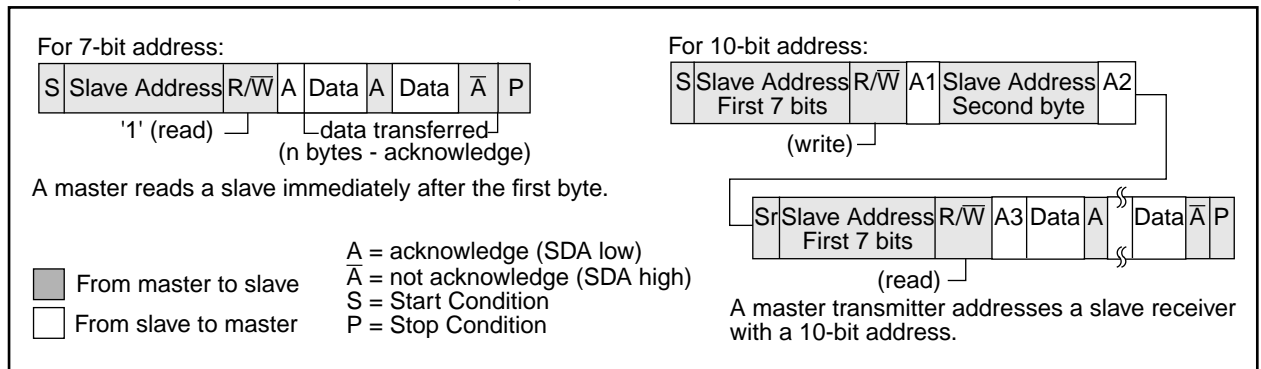 For 7-bit address:
S Slave Address R/W̅ A Data A Data A̅ P
'1' (read)
data transferred
(n bytes - acknowledge)
A master reads a slave immediately after the first byte.
From master to slave
From slave to master
A = acknowledge (SDA low)
A̅ = not acknowledge (SDA high)
S = Start Condition
P = Stop Condition
For 10-bit address:
S Slave Address First 7 bits R/W̅ A1 Slave Address Second byte A2
(write)
Sr Slave Address First 7 bits R/W̅ A3 Data A Data A̅ P
(read)
A master transmitter addresses a slave receiver
with a 10-bit address.